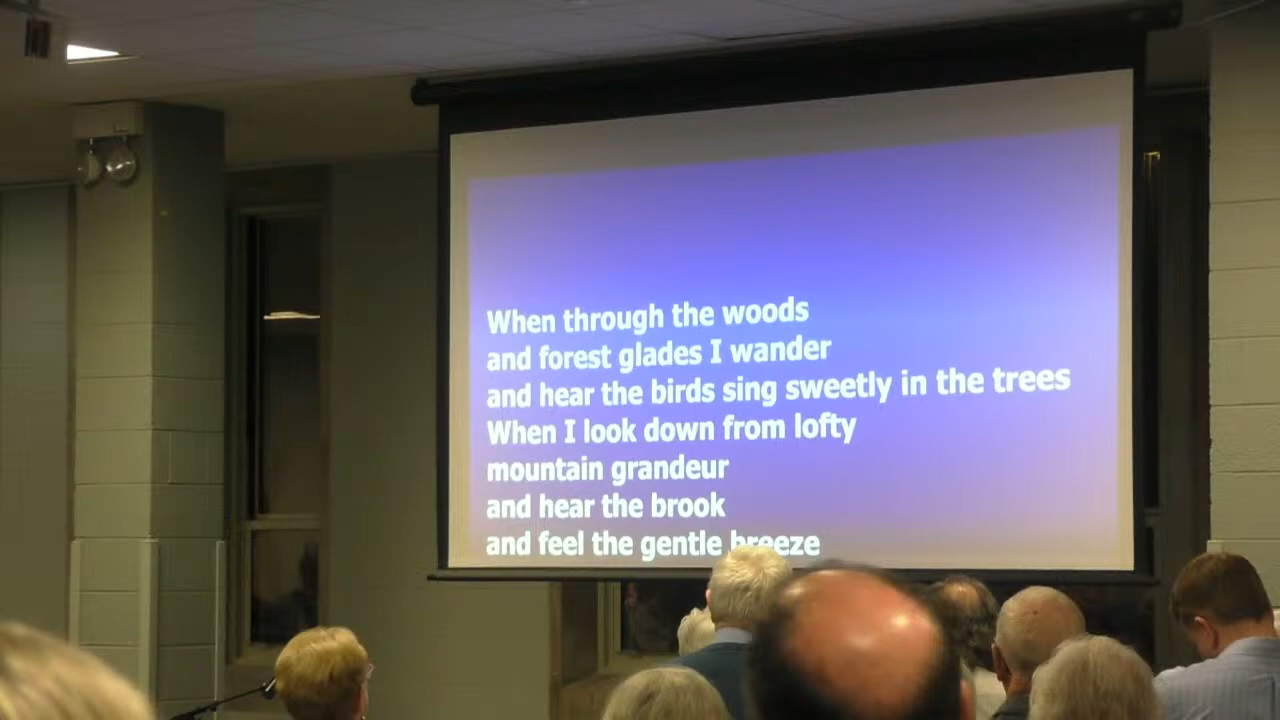 When through the woods
and forest glades I wander
and hear the birds sing sweetly in the trees
When I look down from lofty
mountain grandeur
and hear the brook
and feel the gentle breeze